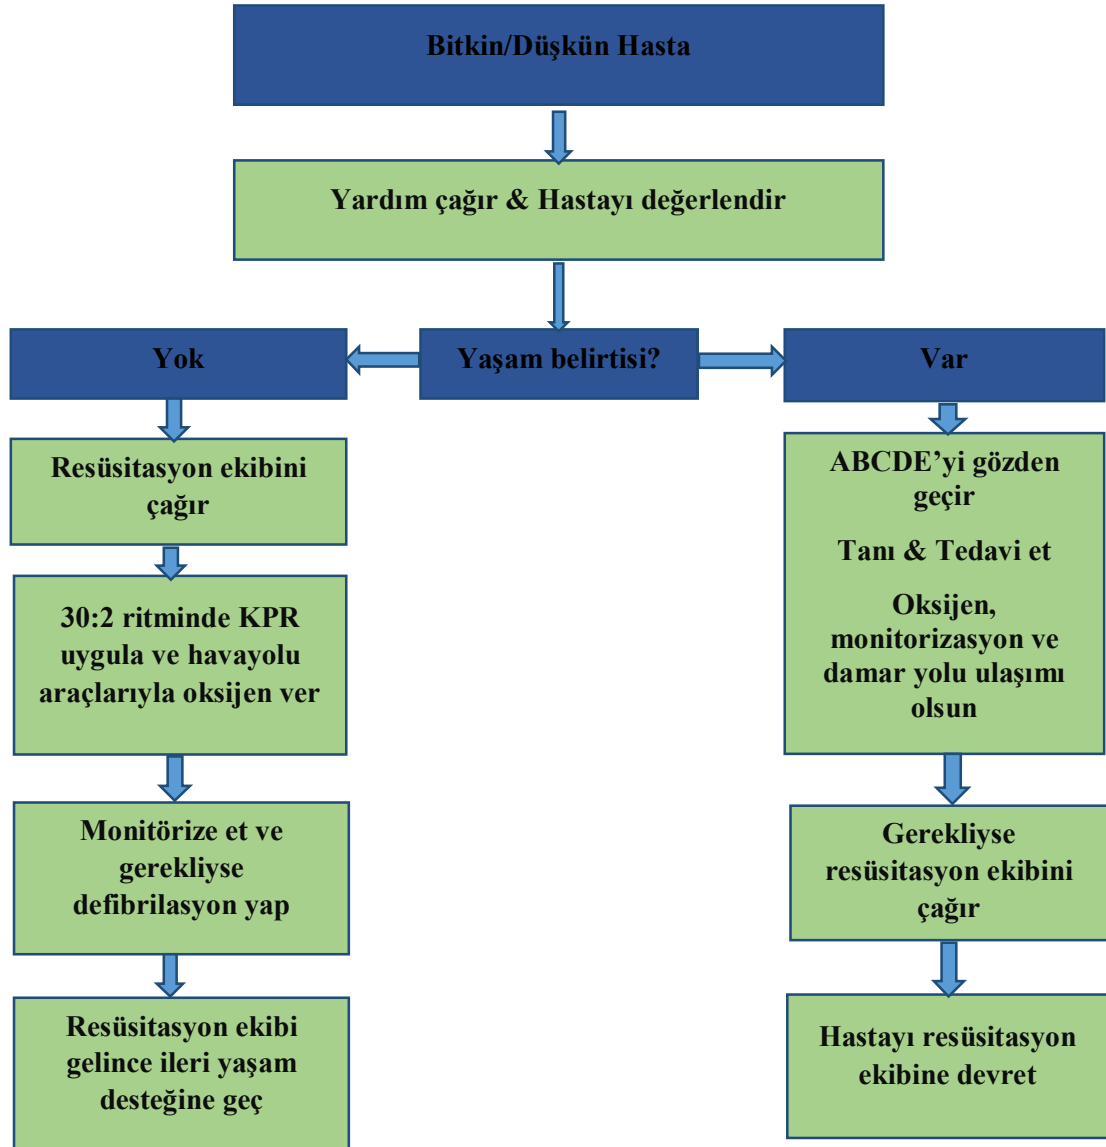 Bitkin/Düşkün Hasta
Yardım çağır & Hastayı değerlendir
Yok
Yaşam belirtisi?
Var
Resüsitasyon ekibini
çağır
30:2 ritminde KPR
uygula ve havayolu
araçlarıyla oksijen ver
Monitörize et ve
gerekliyse
defibrilasyon yap
Resüsitasyon ekibi
gelince ileri yaşam
desteğine geç
ABCDE’yi gözden
geçir
Tanı & Tedavi et
Oksijen,
monitorizasyon ve
damar yolu ulaşımı
olsun
Gerekliyse
resüsitasyon ekibini
çağır
Hastayı resüsitasyon
ekibine devret